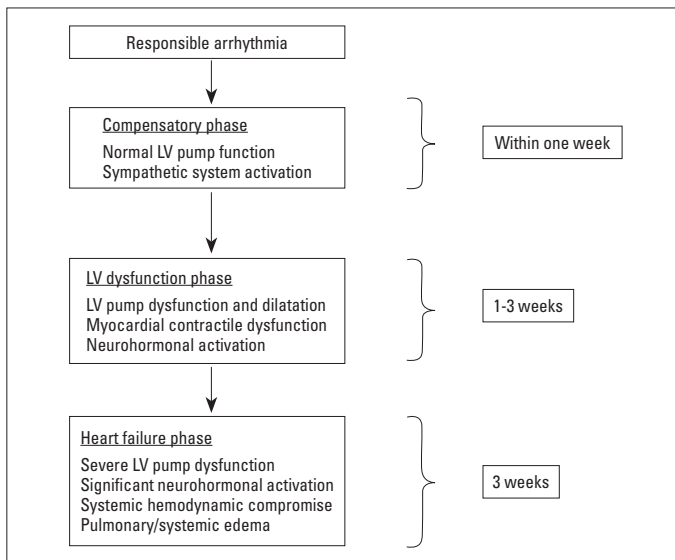 Responsible arrhythmia
Compensatory phase
Normal LV pump function
Sympathetic system activation
Within one week
LV dysfunction phase
LV pump dysfunction and dilatation
Myocardial contractile dysfunction
Neurohormonal activation
1-3 weeks
Heart failure phase
Severe LV pump dysfunction
Significant neurohormonal activation
Systemic hemodynamic compromise
Pulmonary/systemic edema
3 weeks